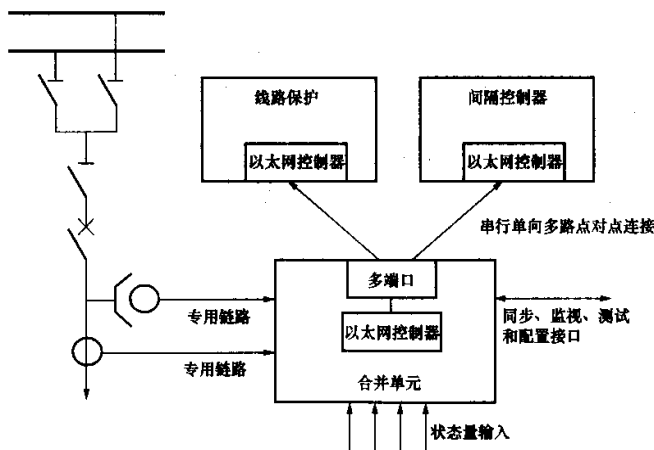 线路保护
间隔控制器
以太网控制器
以太网控制器
串行单向多路点对点连接
多端口
专用链路
以太网控制器
同步、监视、测试
和配置接口
专用链路
合并单元
状态量输入